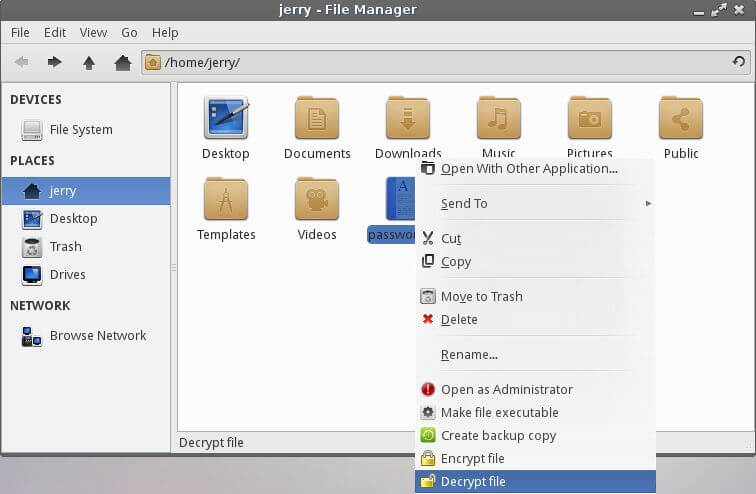 jerry - File Manager
File Edit View Go Help
/home/jerry/
DEVICES
File System
PLACES
jerry
Desktop
Trash
Drives
NETWORK
Browse Network
Desktop Documents Downloads Music Pictures Public
Templates Videos
Open With Other Application...
Send To
Cut
Copy
Move to Trash
Delete
Rename...
Open as Administrator
Make file executable
Create backup copy
Encrypt file
Decrypt file
Decrypt file